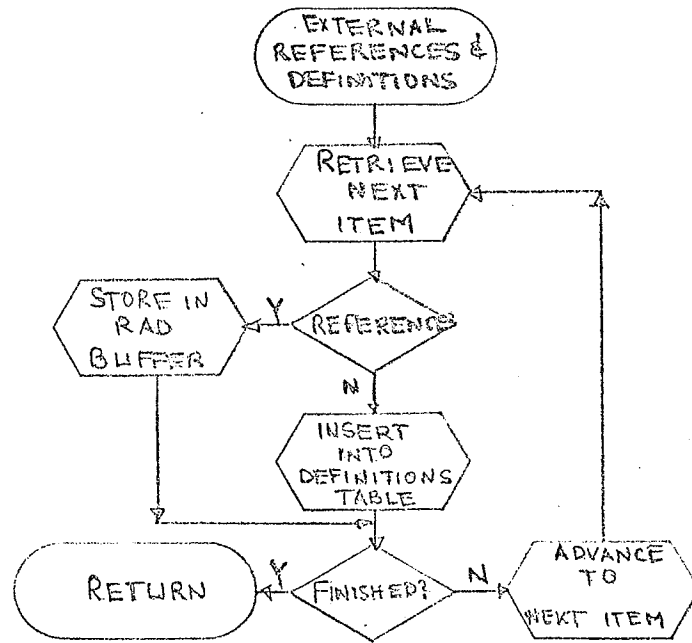 EXTERNAL
REFERENCES &
DEFINITIONS
RETRIEVE
NEXT
ITEM
STORE IN
RAD
BUFFER
Y
REFERENCE
N
INSERT
INTO
DEFINITIONS
TABLE
RETURN
Y
FINISHED?
N
ADVANCE
TO
NEXT ITEM